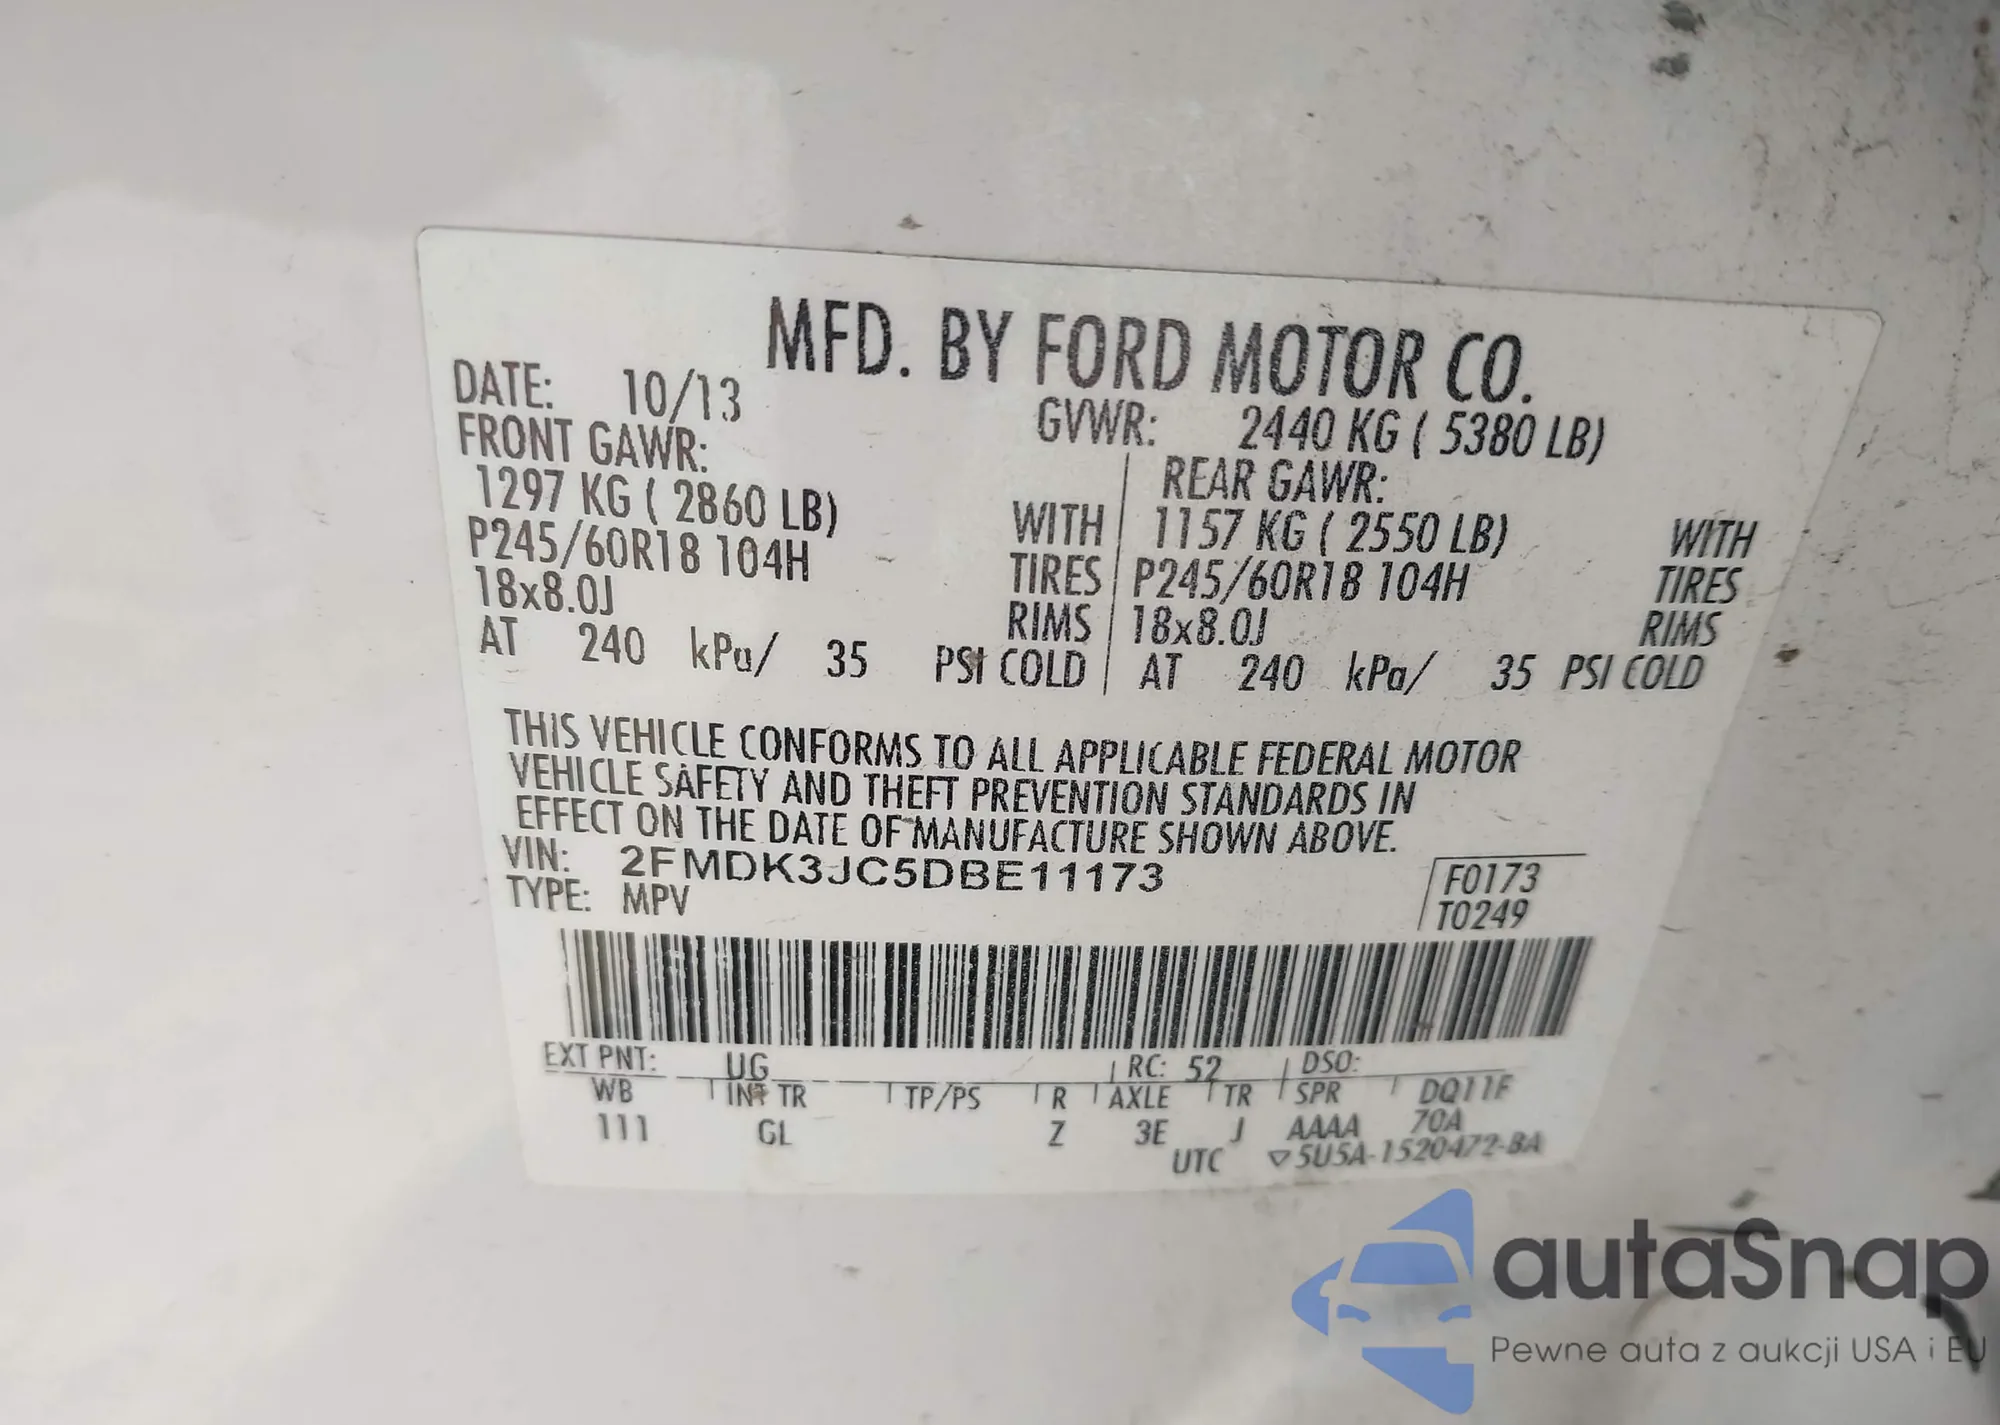 MFD. BY FORD MOTOR CO.
DATE: 10/13
GVWR: 2440 KG ( 5380 LB)
FRONT GAWR:
1297 KG ( 2860 LB) WITH
P245/60R18 104H TIRES
18x8.0J RIMS
AT 240 kPa/ 35 PSI COLD
REAR GAWR:
1157 KG ( 2550 LB) WITH
P245/60R18 104H TIRES
18x8.0J RIMS
AT 240 kPa/ 35 PSI COLD
THIS VEHICLE CONFORMS TO ALL APPLICABLE FEDERAL MOTOR
VEHICLE SAFETY AND THEFT PREVENTION STANDARDS IN
EFFECT ON THE DATE OF MANUFACTURE SHOWN ABOVE.
VIN: 2FMDK3JC5DBE11173
TYPE: MPV
F0173
T0249
EXT PNT: UG RC: 52 DSO:
WB INT TR TP/PS R AXLE TR SPR DQ11F
111 GL Z 3E J AAAA 70A
UTC ▽5U5A-1520472-BA
autaSnap
Pewne auta z aukcji USA i EU